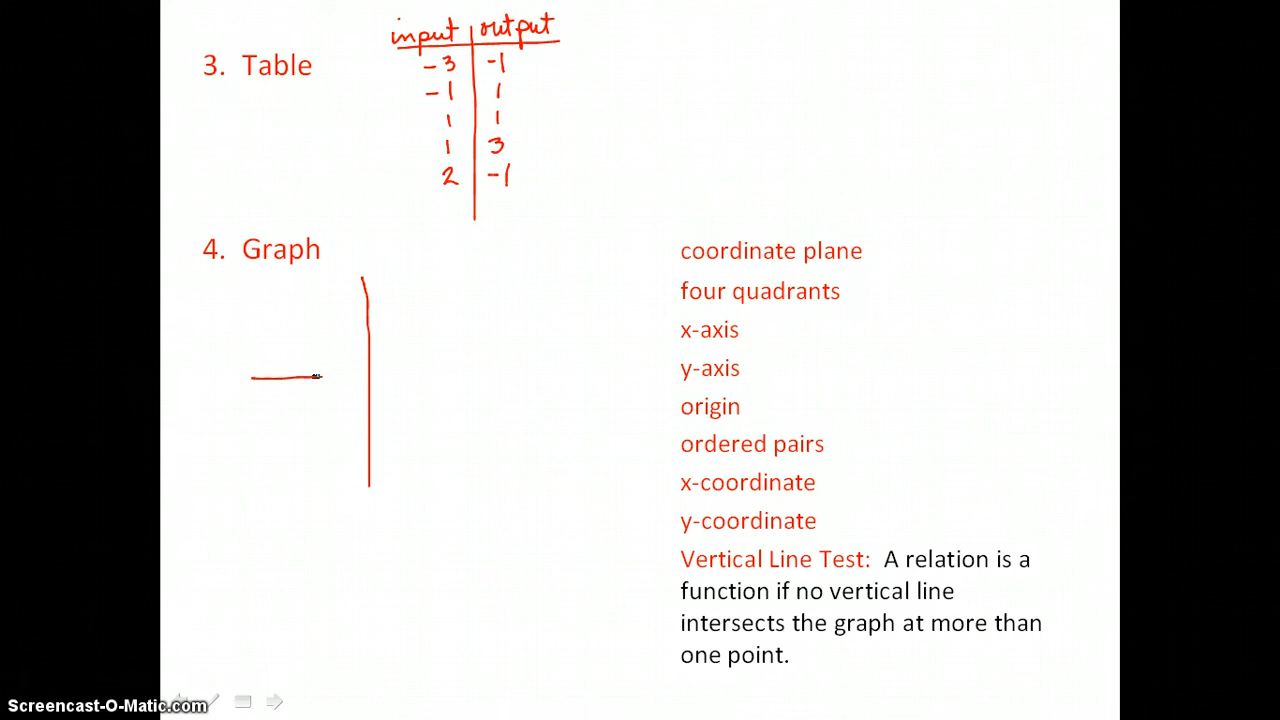 input output
3. Table
-3 -1
-1 1
1 1
1 3
2 -1
4. Graph
coordinate plane
four quadrants
x-axis
y-axis
origin
ordered pairs
x-coordinate
y-coordinate
Vertical Line Test: A relation is a
function if no vertical line
intersects the graph at more than
one point.
Screencast-O-Matic.com